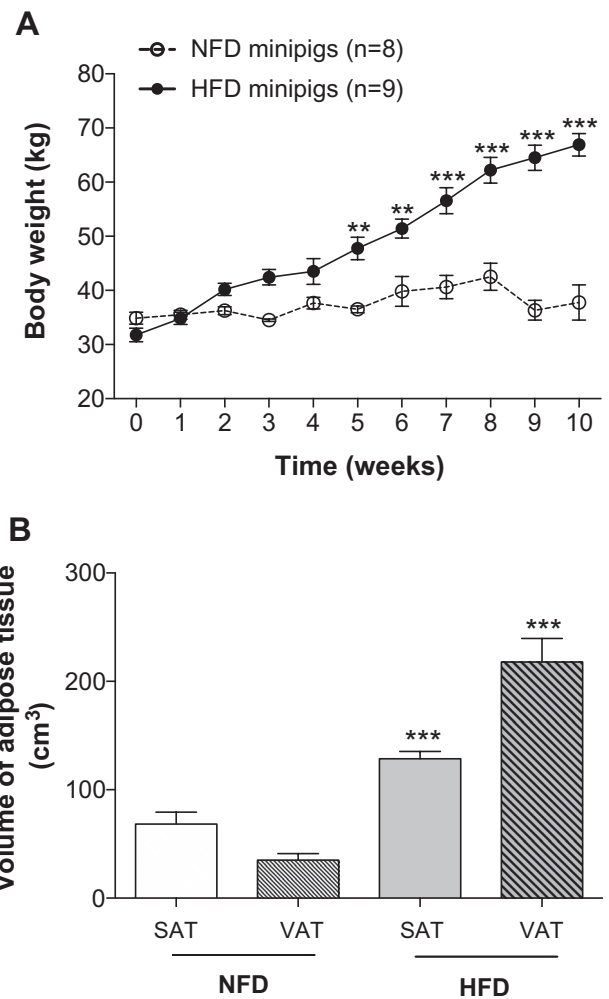 A
NFD minipigs (n=8)
HFD minipigs (n=9)
Body weight (kg)
80
70
60
50
40
30
20
** ** *** *** *** ***
0 1 2 3 4 5 6 7 8 9 10
Time (weeks)
B
Volume of adipose tissue
(cm³)
300
200
100
0
*** ***
SAT VAT SAT VAT
NFD HFD